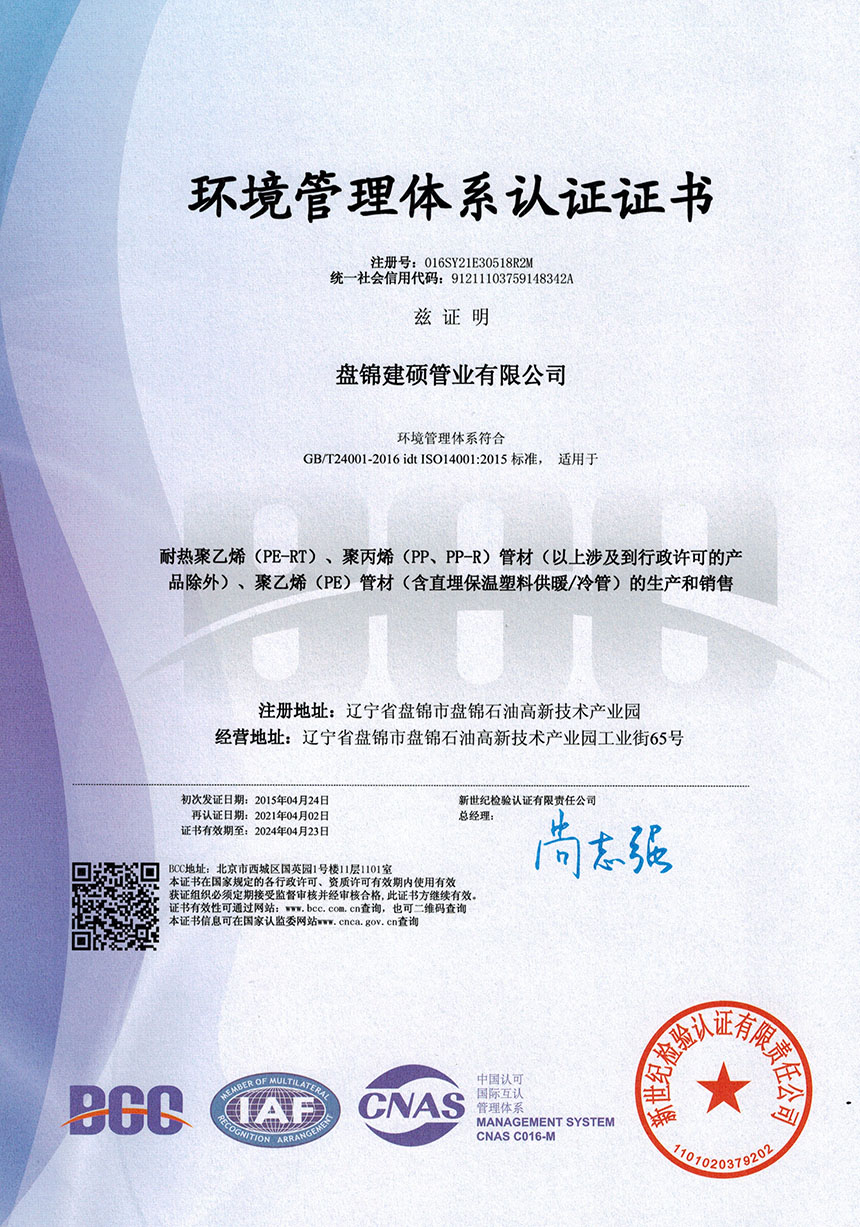 环境管理体系认证证书
注册号：016SY21E30518R2M
统一社会信用代码：91211103759148342A
兹 证 明
盘锦建硕管业有限公司
环境管理体系符合
GB/T24001-2016 idt ISO14001:2015 标准， 适用于
耐热聚乙烯（PE-RT）、聚丙烯（PP、PP-R）管材（以上涉及到行政许可的产
品除外）、聚乙烯（PE）管材（含直埋保温塑料供暖/冷管）的生产和销售
注册地址：辽宁省盘锦市盘锦石油高新技术产业园
经营地址：辽宁省盘锦市盘锦石油高新技术产业园工业街65号
初次发证日期：2015年04月24日
再认证日期：2021年04月02日
证书有效期至：2024年04月23日
新世纪检验认证有限责任公司
总经理：
尚志强
BCC地址：北京市西城区国英园1号楼11层1101室
本证书在国家规定的各行政许可、资质许可有效期内使用有效
获证组织必须定期接受监督审核并经审核合格,此证书方继续有效。
证书有效性可通过网站：www.bcc.com.cn查询，也可二维码查询
本证书信息可在国家认监委网站www.cnca.gov.cn查询
BCC
MEMBER OF MULTILATERAL
IAF
RECOGNITION ARRANGEMENT
CNAS
中国认可
国际互认
管理体系
MANAGEMENT SYSTEM
CNAS C016-M
新世纪检验认证有限责任公司
1101020379202